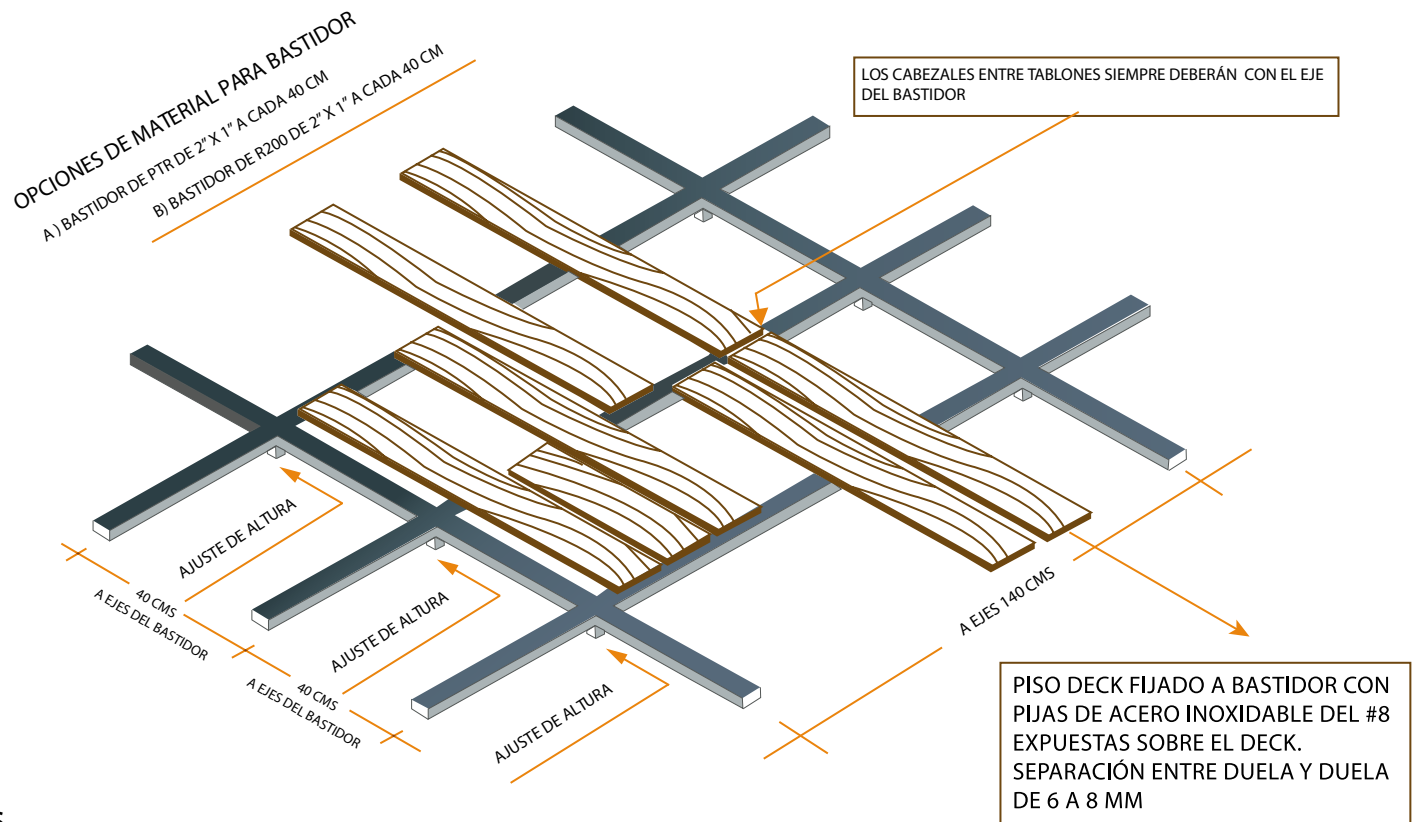 OPCIONES DE MATERIAL PARA BASTIDOR
A ) BASTIDOR DE PTR DE 2” X 1” A CADA 40 CM
B) BASTIDOR DE R200 DE 2” X 1” A CADA 40 CM
LOS CABEZALES ENTRE TABLONES SIEMPRE DEBERÁN CON EL EJE
DEL BASTIDOR
AJUSTE DE ALTURA
40 CMS
A EJES DEL BASTIDOR
AJUSTE DE ALTURA
40 CMS
A EJES DEL BASTIDOR
AJUSTE DE ALTURA
A EJES 140 CMS
PISO DECK FIJADO A BASTIDOR CON
PIJAS DE ACERO INOXIDABLE DEL #8
EXPUESTAS SOBRE EL DECK.
SEPARACIÓN ENTRE DUELA Y DUELA
DE 6 A 8 MM